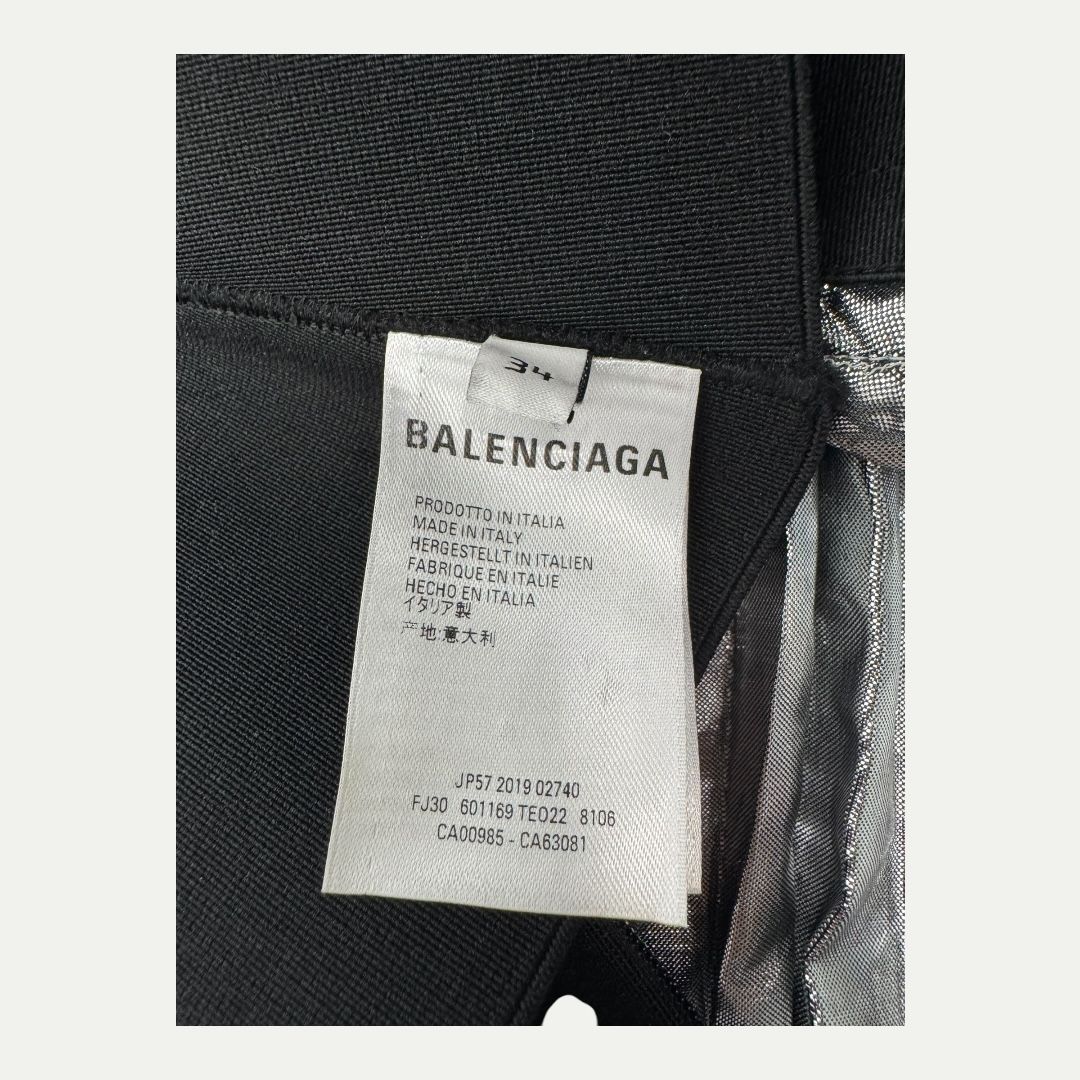 34
BALENCIAGA
PRODOTTO IN ITALIA
MADE IN ITALY
HERGESTELLT IN ITALIEN
FABRIQUE EN ITALIE
HECHO EN ITALIA
イタリア製
产地:意大利
JP57 2019 02740
FJ30 601169 TEO22 8106
CA00985 - CA63081